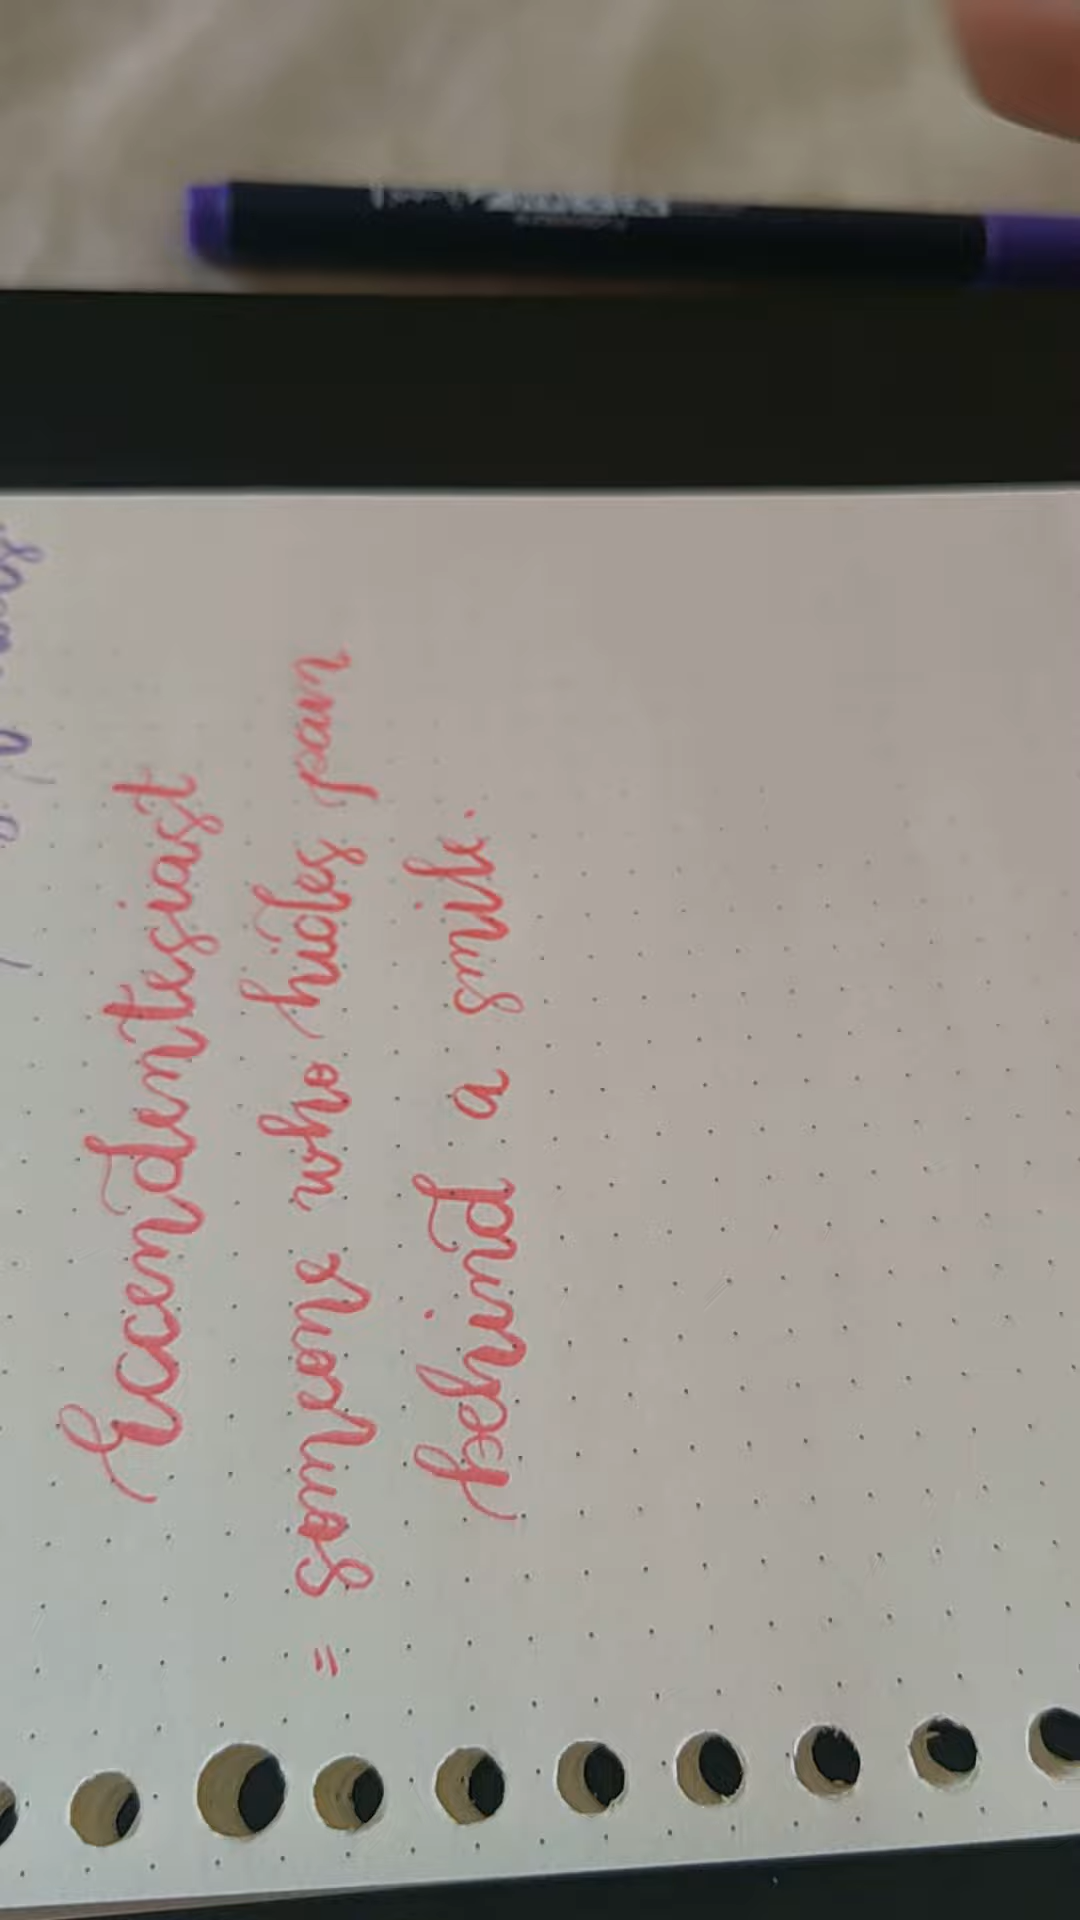 Eccendentesiast
= Someone who hides pain
behind a smile.